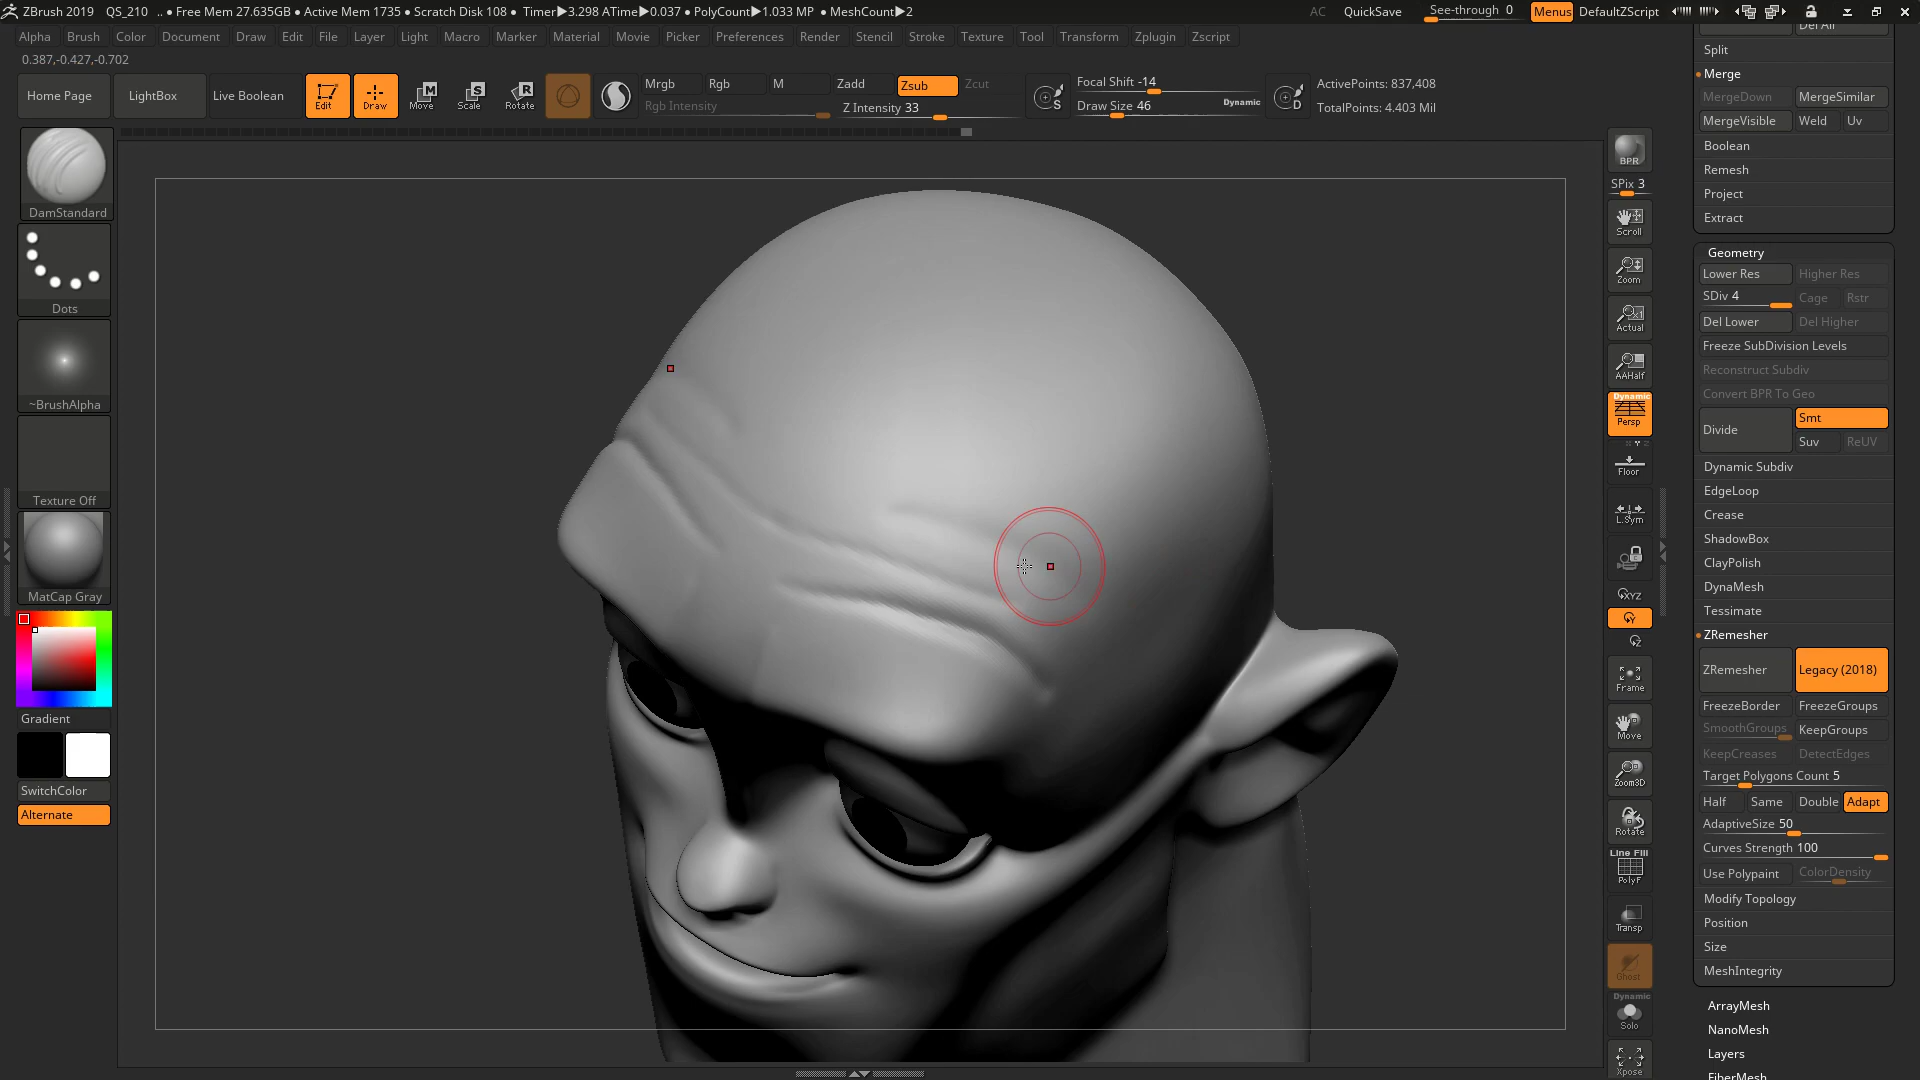 ZBrush 2019 QS_210 .. • Free Mem 27.635GB • Active Mem 1735 • Scratch Disk 108 • Timer▶3.298 ATime▶0.037 • PolyCount▶1.033 MP • MeshCount▶2
AC QuickSave See-through 0 Menus DefaultZScript
Alpha Brush Color Document Draw Edit File Layer Light Macro Marker Material Movie Picker Preferences Render Stencil Stroke Texture Tool Transform Zplugin Zscript
0.387,-0.427,-0.702
Home Page LightBox Live Boolean Edit Draw Move Scale Rotate
Mrgb Rgb M Zadd Zsub Zcut
Rgb Intensity Z Intensity 33
Focal Shift -14
Draw Size 46 Dynamic
ActivePoints: 837,408
TotalPoints: 4.403 Mil
DamStandard
Dots
~BrushAlpha
Texture Off
MatCap Gray
Gradient
SwitchColor
Alternate
BPR
SPix 3
Scroll
Zoom
Actual
AAHalf
Dynamic
Persp
Floor
L.Sym
XYZ
Y
Z
Frame
Move
Zoom3D
Rotate
Line Fill
PolyF
Transp
Ghost
Dynamic
Solo
Xpose
Del All
Split
Merge
MergeDown MergeSimilar
MergeVisible Weld Uv
Boolean
Remesh
Project
Extract
Geometry
Lower Res Higher Res
SDiv 4 Cage Rstr
Del Lower Del Higher
Freeze SubDivision Levels
Reconstruct Subdiv
Convert BPR To Geo
Divide Smt
Suv ReUV
Dynamic Subdiv
EdgeLoop
Crease
ShadowBox
ClayPolish
DynaMesh
Tessimate
ZRemesher
ZRemesher Legacy (2018)
FreezeBorder FreezeGroups
SmoothGroups KeepGroups
KeepCreases DetectEdges
Target Polygons Count 5
Half Same Double Adapt
AdaptiveSize 50
Curves Strength 100
Use Polypaint ColorDensity
Modify Topology
Position
Size
MeshIntegrity
ArrayMesh
NanoMesh
Layers
FiberMesh